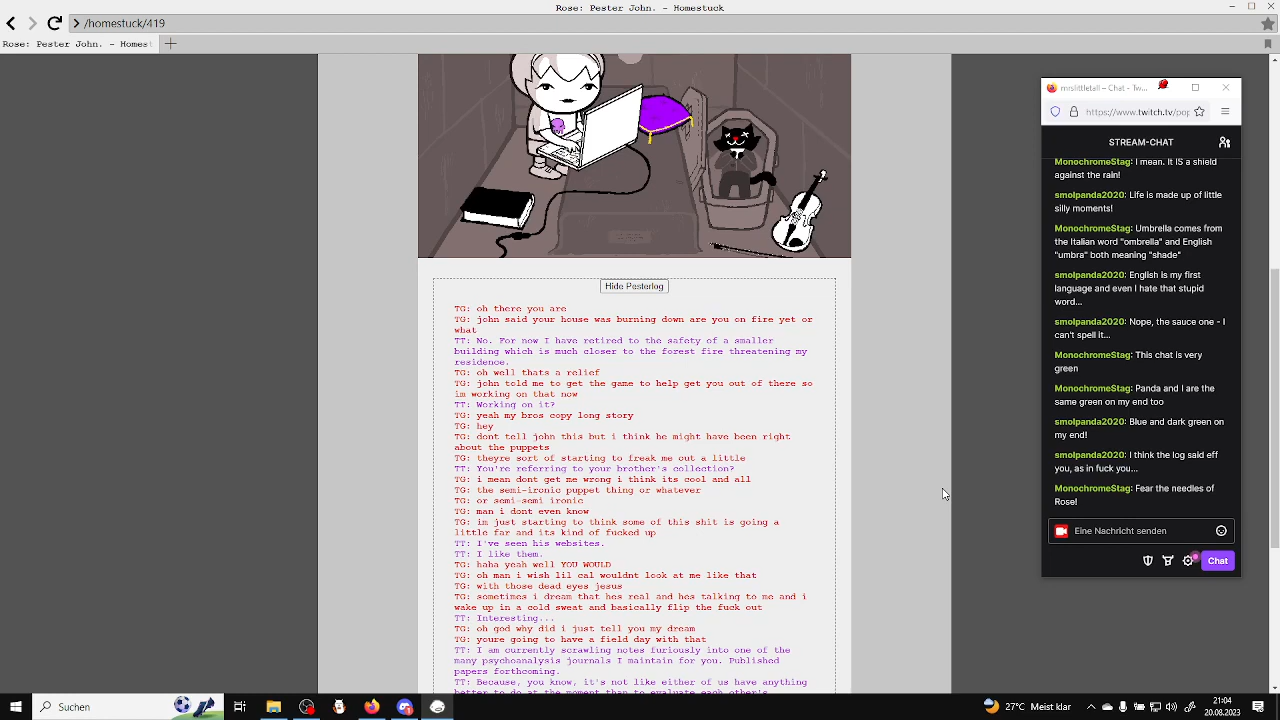 Rose: Pester John. - Homestuck
/homestuck/419
Rose: Pester John. - Homest
Hide Pesterlog
TG: oh there you are
TG: john said your house was burning down are you on fire yet or
what
TT: No. For now I have retired to the safety of a smaller
building which is much closer to the forest fire threatening my
residence.
TG: oh well thats a relief
TG: john told me to get the game to help get you out of there so
im working on that now
TT: Working on it?
TG: yeah my bros copy long story
TG: hey
TG: dont tell john this but i think he might have been right
about the puppets
TG: theyre sort of starting to freak me out a little
TT: You're referring to your brother's collection?
TG: i mean dont get me wrong i think its cool and all
TG: the semi-ironic puppet thing or whatever
TG: or semi-semi ironic
TG: man i dont even know
TG: im just starting to think some of this shit is going a
little far and its kind of fucked up
TT: I've seen his websites.
TT: I like them.
TG: haha yeah well YOU WOULD
TG: oh man i wish lil cal wouldnt look at me like that
TG: with those dead eyes jesus
TG: sometimes i dream that hes real and hes talking to me and i
wake up in a cold sweat and basically flip the fuck out
TT: Interesting...
TG: oh god why did i just tell you my dream
TG: youre going to have a field day with that
TT: I am currently scrawling notes furiously into one of the
many psychoanalysis journals I maintain for you. Published
papers forthcoming.
TT: Because, you know, it's not like either of us have anything
better to do at the moment than to evaluate each other's
mrslittletall – Chat - Tw...
https://www.twitch.tv/pop
STREAM-CHAT
MonochromeStag: I mean. It IS a shield
against the rain!
smolpanda2020: Life is made up of little
silly moments!
MonochromeStag: Umbrella comes from
the Italian word "ombrella" and English
"umbra" both meaning "shade"
smolpanda2020: English is my first
language and even I hate that stupid
word...
smolpanda2020: Nope, the sauce one - I
can't spell it...
MonochromeStag: This chat is very
green
MonochromeStag: Panda and I are the
same green on my end too
smolpanda2020: Blue and dark green on
my end!
smolpanda2020: I think the log said eff
you, as in fuck you...
MonochromeStag: Fear the needles of
Rose!
Eine Nachricht senden
Chat
Suchen
27°C Meist klar
21:04
20.08.2023